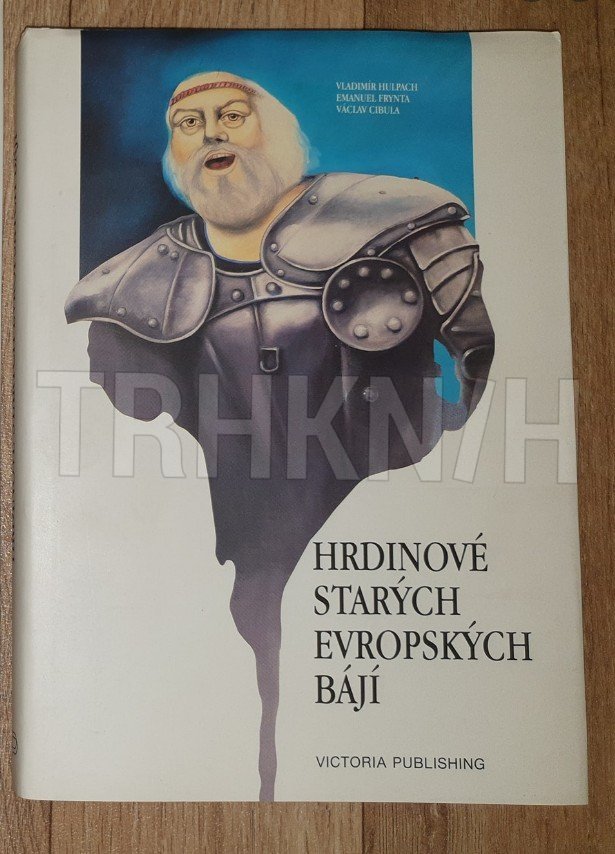 VLADIMÍR HULPACH
EMANUEL FRYNTA
VÁCLAV CIBULA
TRHKNIH
HRDINOVÉ
STARÝCH
EVROPSKÝCH
BÁJÍ
VICTORIA PUBLISHING